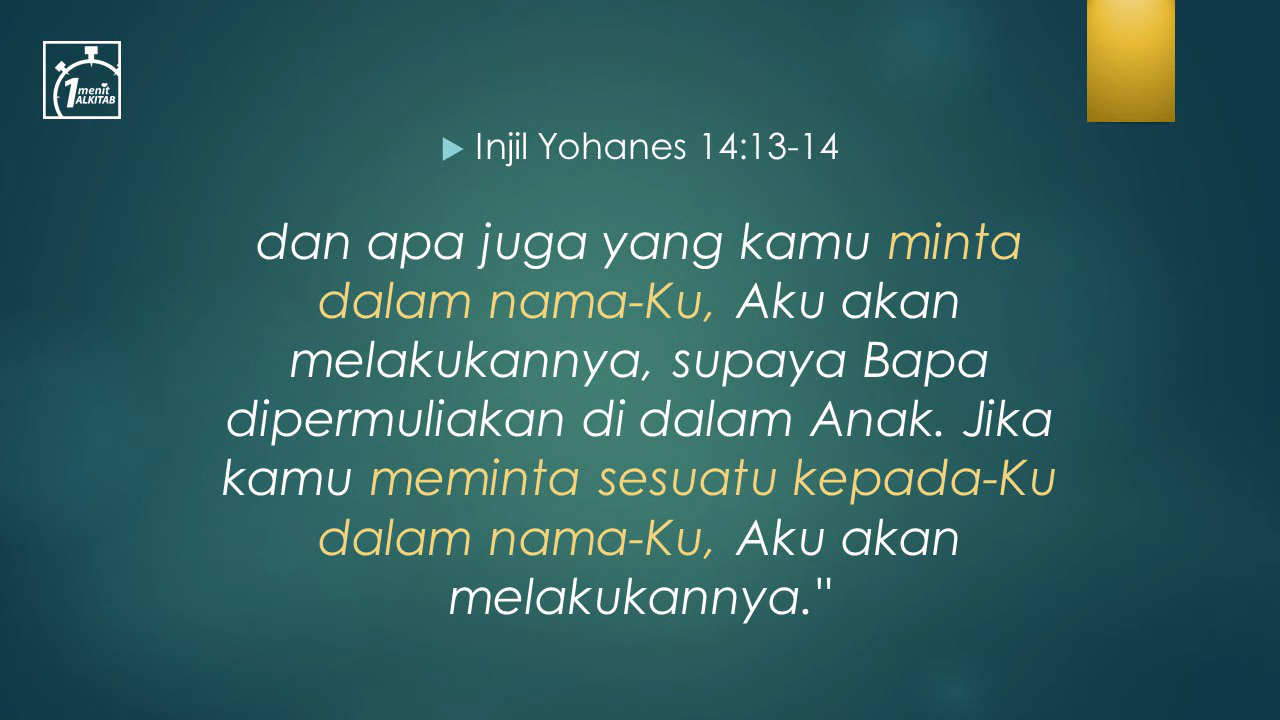 1 menit
ALKITAB
Injil Yohanes 14:13-14
dan apa juga yang kamu minta
dalam nama-Ku, Aku akan
melakukannya, supaya Bapa
dipermuliakan di dalam Anak. Jika
kamu meminta sesuatu kepada-Ku
dalam nama-Ku, Aku akan
melakukannya."